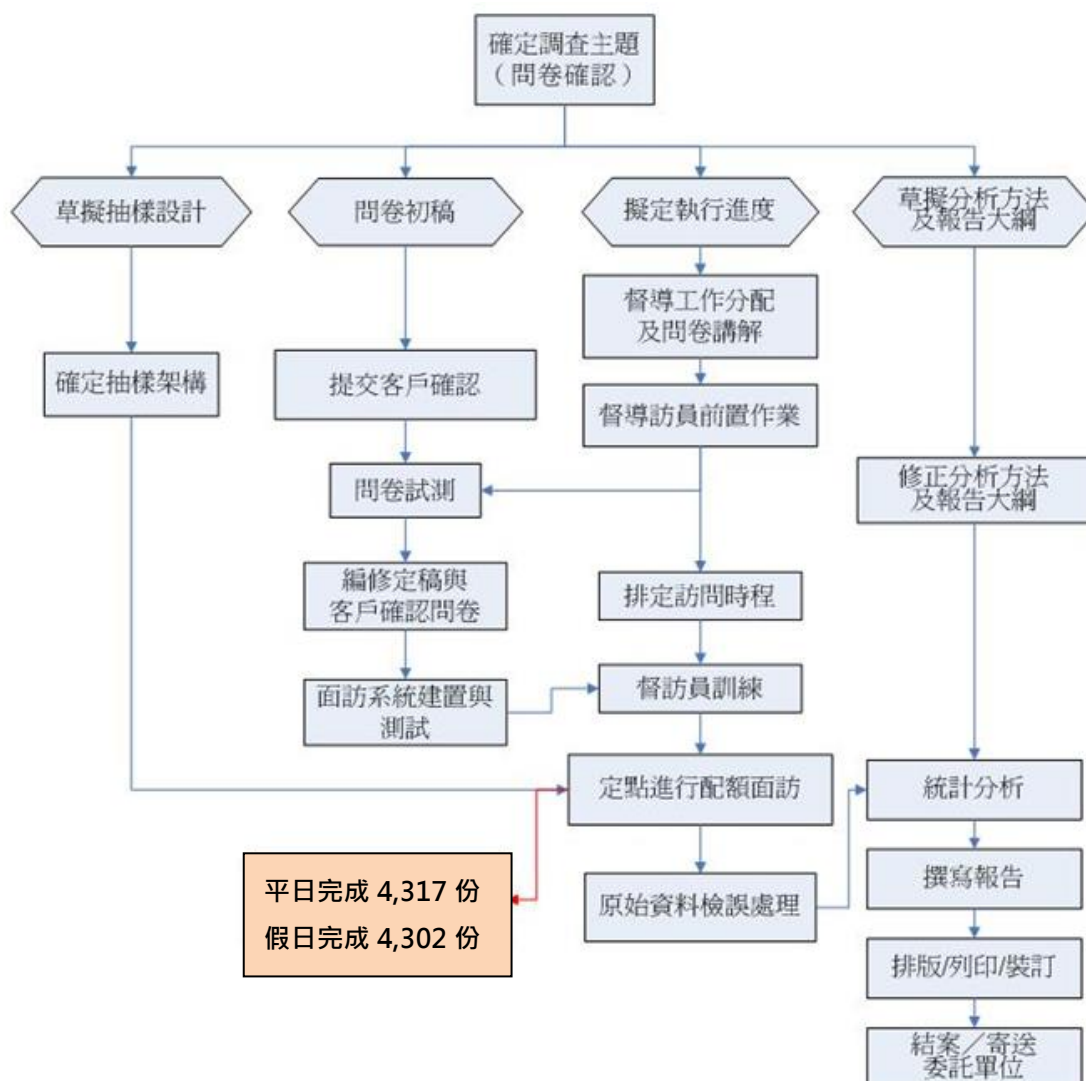 確定調查主題
（問卷確認）
草擬抽樣設計
問卷初稿
擬定執行進度
草擬分析方法
及報告大綱
督導工作分配
及問卷講解
確定抽樣架構
提交客戶確認
督導訪員前置作業
問卷試測
修正分析方法
及報告大綱
編修定稿與
客戶確認問卷
排定訪問時程
面訪系統建置與
測試
督訪員訓練
定點進行配額面訪
統計分析
平日完成 4,317 份
假日完成 4,302 份
原始資料檢誤處理
撰寫報告
排版/列印/裝訂
結案／寄送
委託單位